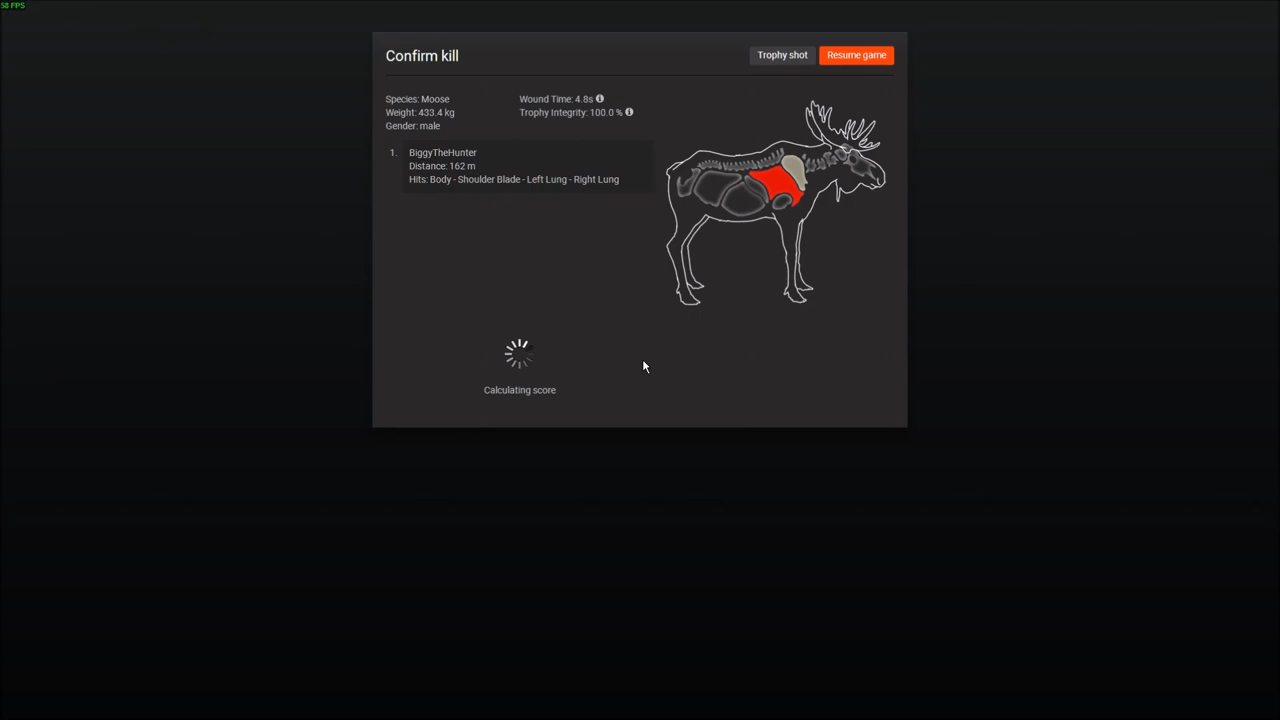 58 FPS
Confirm kill
Trophy shot
Resume game
Species: Moose
Weight: 433.4 kg
Gender: male
Wound Time: 4.8s
Trophy Integrity: 100.0 %
1. BiggyTheHunter
Distance: 162 m
Hits: Body - Shoulder Blade - Left Lung - Right Lung
Calculating score